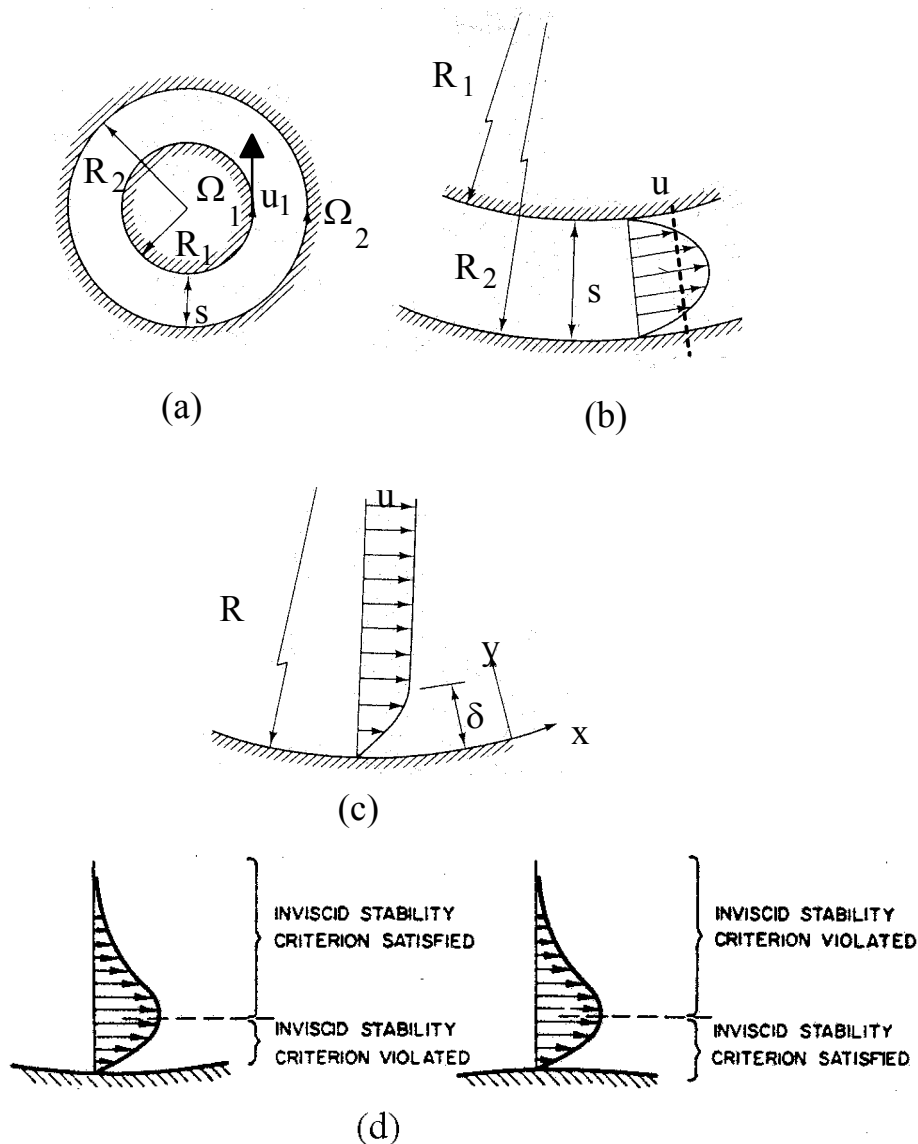 R2
Ω1
u1
Ω2
R1
s
(a)
R1
u
R2
s
(b)
u
R
y
δ
x
(c)
INVISCID STABILITY
CRITERION SATISFIED
INVISCID STABILITY
CRITERION VIOLATED
INVISCID STABILITY
CRITERION VIOLATED
INVISCID STABILITY
CRITERION SATISFIED
(d)